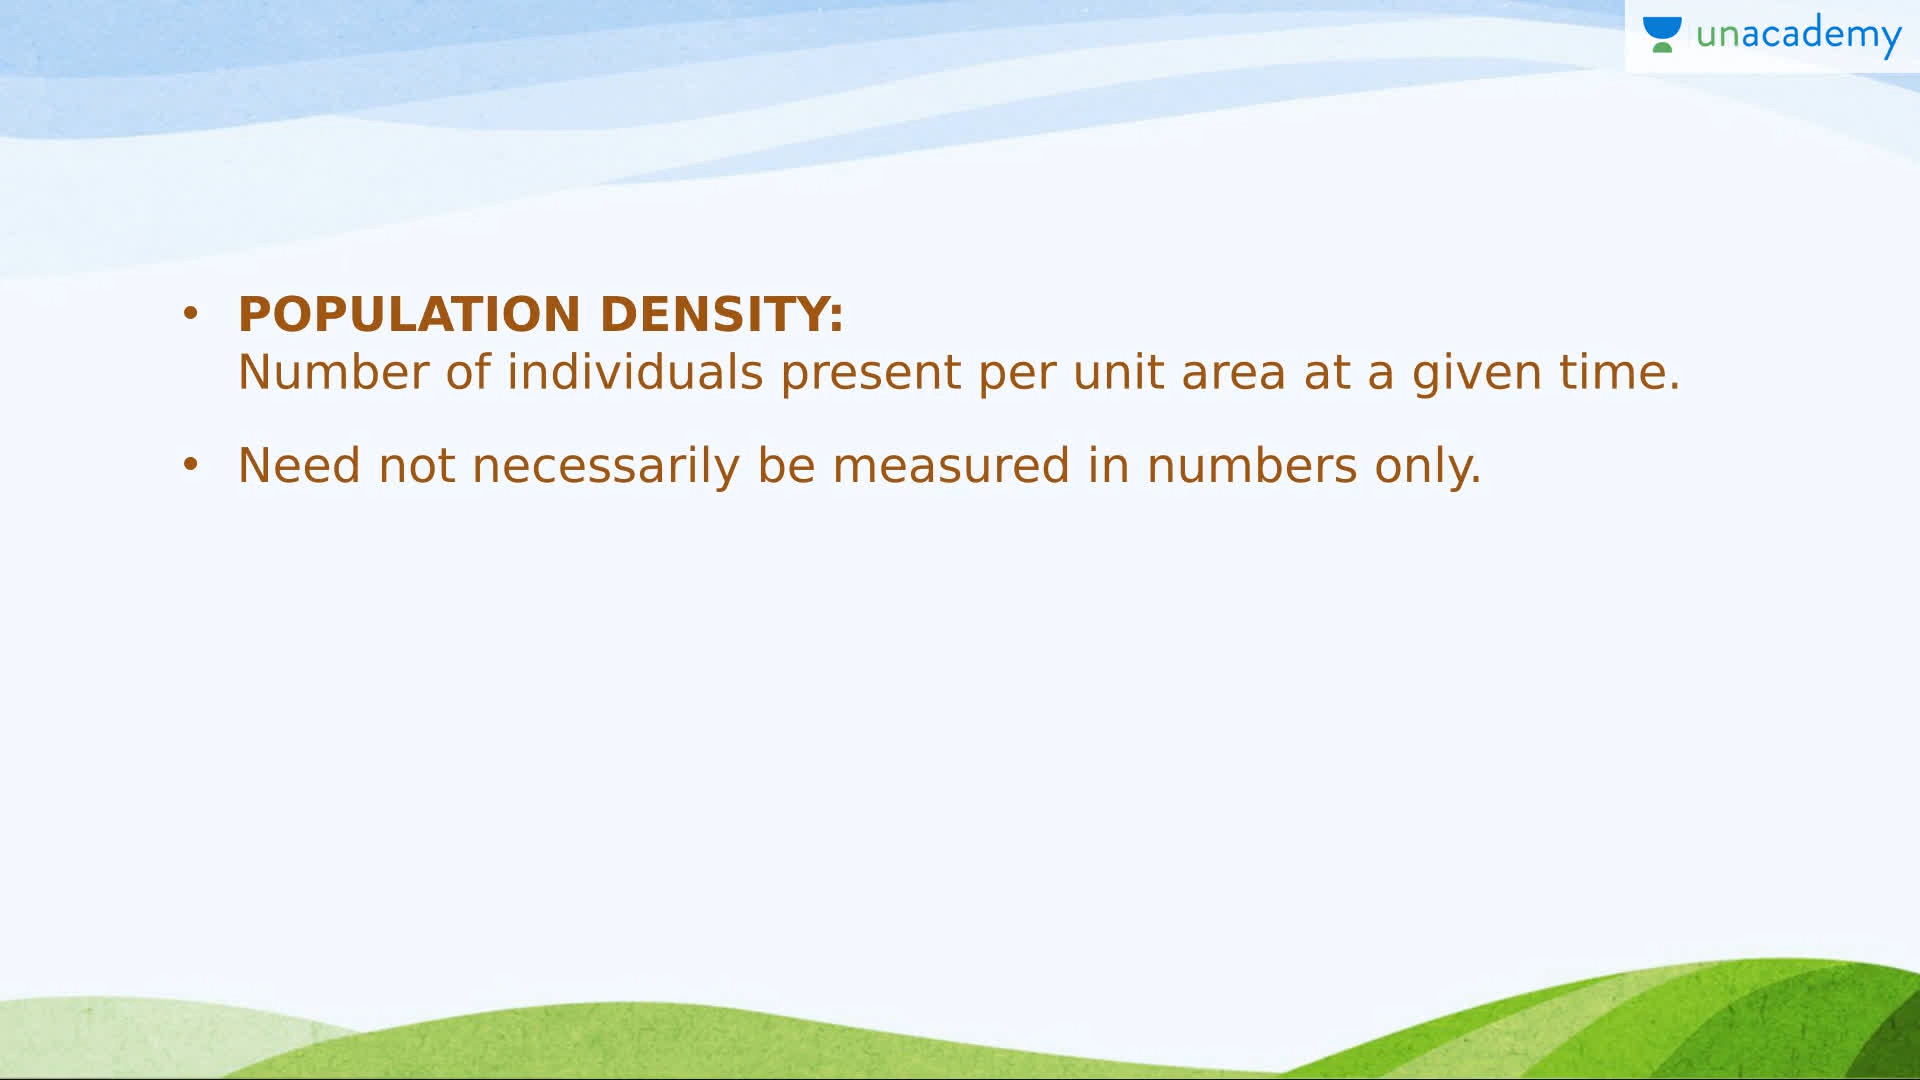 unacademy
• POPULATION DENSITY:
Number of individuals present per unit area at a given time.
• Need not necessarily be measured in numbers only.